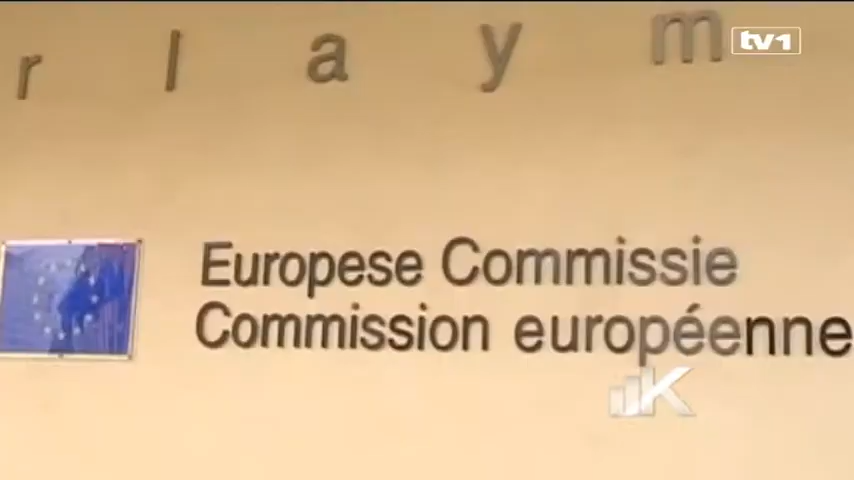 r l a y m
tv1
Europese Commissie
Commission européenne
K